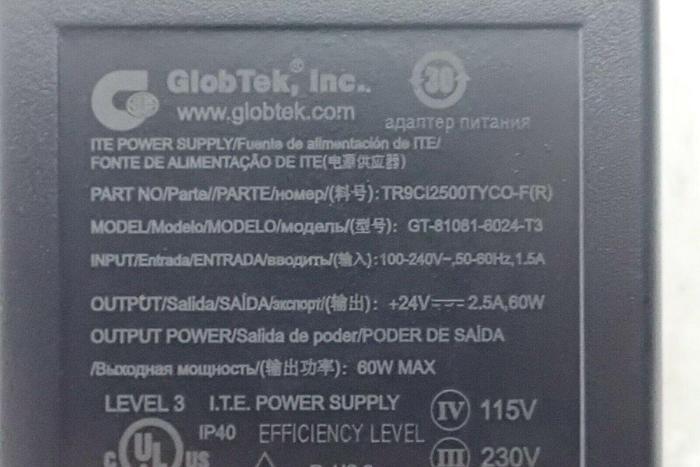 GlobTek, Inc.
www.globtek.com
30
адаптер питания
ITE POWER SUPPLY/Fuente de alimentación de ITE/
FONTE DE ALIMENTAÇÃO DE ITE(电源供应器)
PART NO/Parte//PARTE/номер/(料号): TR9CI2500TYCO-F(R)
MODEL/Modelo/MODELO/модель/(型号): GT-81081-6024-T3
INPUT/Entrada/ENTRADA/вводить/(输入):100-240V~,50-60Hz,1.5A
OUTPUT/Salida/SAÍDA/экспорт/(输出): +24V⎓2.5A,60W
OUTPUT POWER/Salida de poder/PODER DE SAÍDA
/Выходная мощность/(输出功率): 60W MAX
LEVEL 3 I.T.E. POWER SUPPLY IV 115V
c UL US IP40 EFFICIENCY LEVEL III 230V